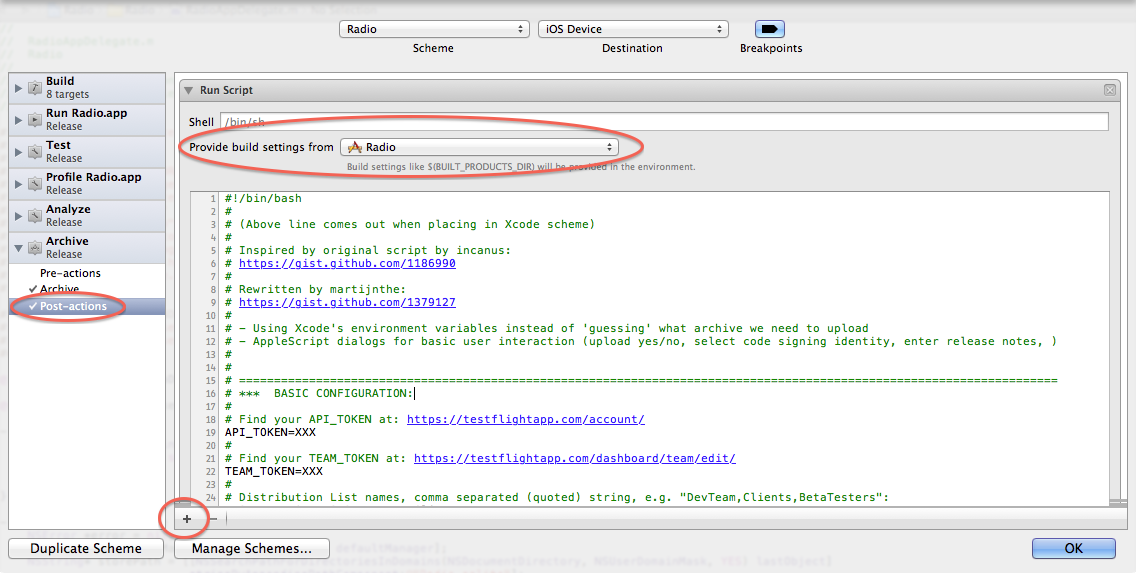 Radio
iOS Device
Scheme
Destination
Breakpoints
Build
8 targets
Run Radio.app
Release
Test
Release
Profile Radio.app
Release
Analyze
Release
Archive
Release
Pre-actions
Archive
Post-actions
Run Script
Shell /bin/sh
Provide build settings from Radio
Build settings like $(BUILT_PRODUCTS_DIR) will be provided in the environment.
1 #!/bin/bash
2 #
3 # (Above line comes out when placing in Xcode scheme)
4 #
5 # Inspired by original script by incanus:
6 # https://gist.github.com/1186990
7 #
8 # Rewritten by martijnthe:
9 # https://gist.github.com/1379127
10 #
11 # - Using Xcode's environment variables instead of 'guessing' what archive we need to upload
12 # - AppleScript dialogs for basic user interaction (upload yes/no, select code signing identity, enter release notes, )
13 #
14 #
15 # =====================================================================================================================
16 # *** BASIC CONFIGURATION:
17 #
18 # Find your API_TOKEN at: https://testflightapp.com/account/
19 API_TOKEN=XXX
20 #
21 # Find your TEAM_TOKEN at: https://testflightapp.com/dashboard/team/edit/
22 TEAM_TOKEN=XXX
23 #
24 # Distribution List names, comma separated (quoted) string, e.g. "DevTeam,Clients,BetaTesters":
+ −
Duplicate Scheme
Manage Schemes...
OK